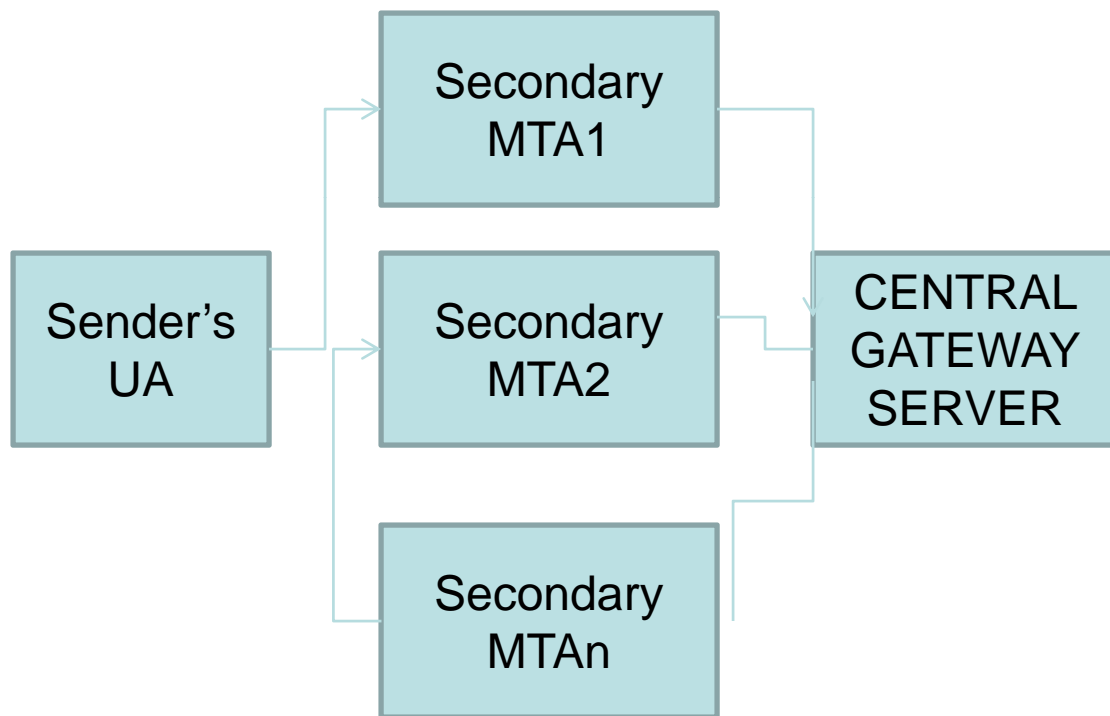 Secondary
MTA1
Sender’s
UA
Secondary
MTA2
CENTRAL
GATEWAY
SERVER
Secondary
MTAn